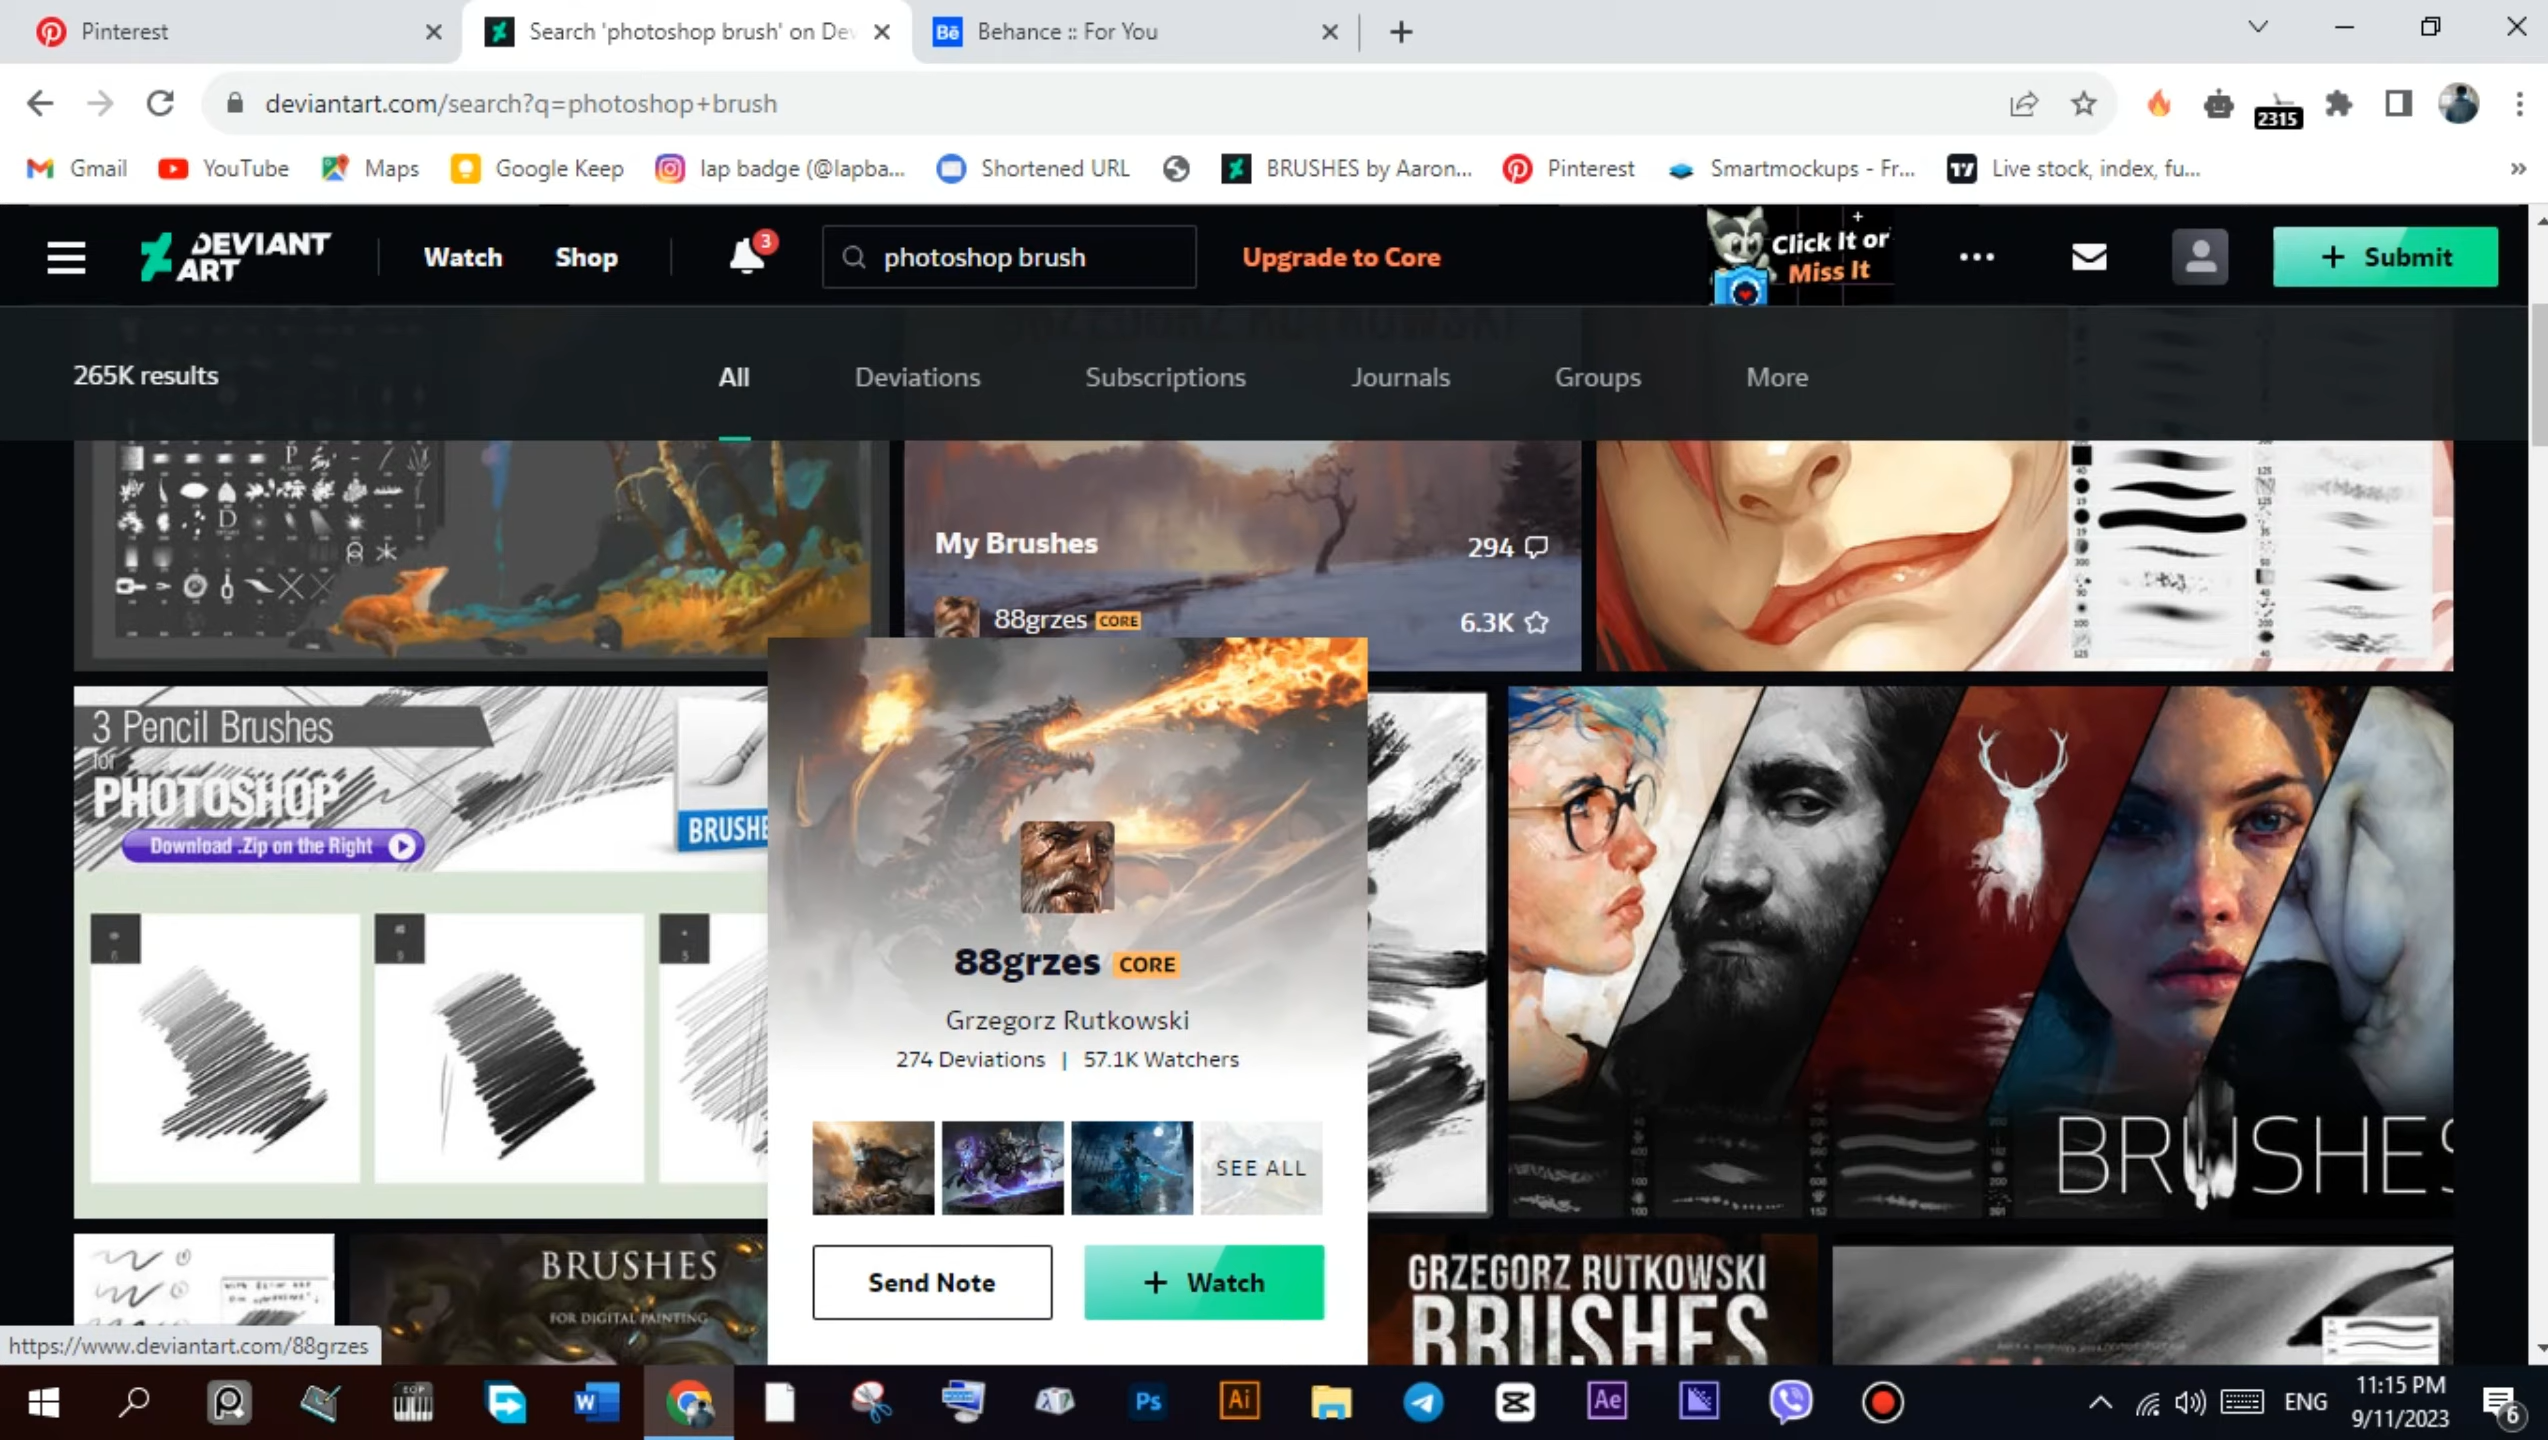 Pinterest
Search 'photoshop brush' on Dev
Behance :: For You
deviantart.com/search?q=photoshop+brush
2315
Gmail
YouTube
Maps
Google Keep
lap badge (@lapba...
Shortened URL
BRUSHES by Aaron...
Pinterest
Smartmockups - Fr...
Live stock, index, fu...
DEVIANT
ART
Watch
Shop
3
photoshop brush
Upgrade to Core
Click It or
Miss It
Submit
265K results
All
Deviations
Subscriptions
Journals
Groups
More
My Brushes
294
88grzes CORE
6.3K
3 Pencil Brushes
for
PHOTOSHOP
Download .Zip on the Right
BRUSHE
88grzes CORE
Grzegorz Rutkowski
274 Deviations | 57.1K Watchers
SEE ALL
Send Note
+ Watch
BRUSHES
BRUSHES
FOR DIGITAL PAINTING
GRZEGORZ RUTKOWSKI
BRUSHES
https://www.deviantart.com/88grzes
Ps
Ai
Ae
ENG
11:15 PM
9/11/2023
6